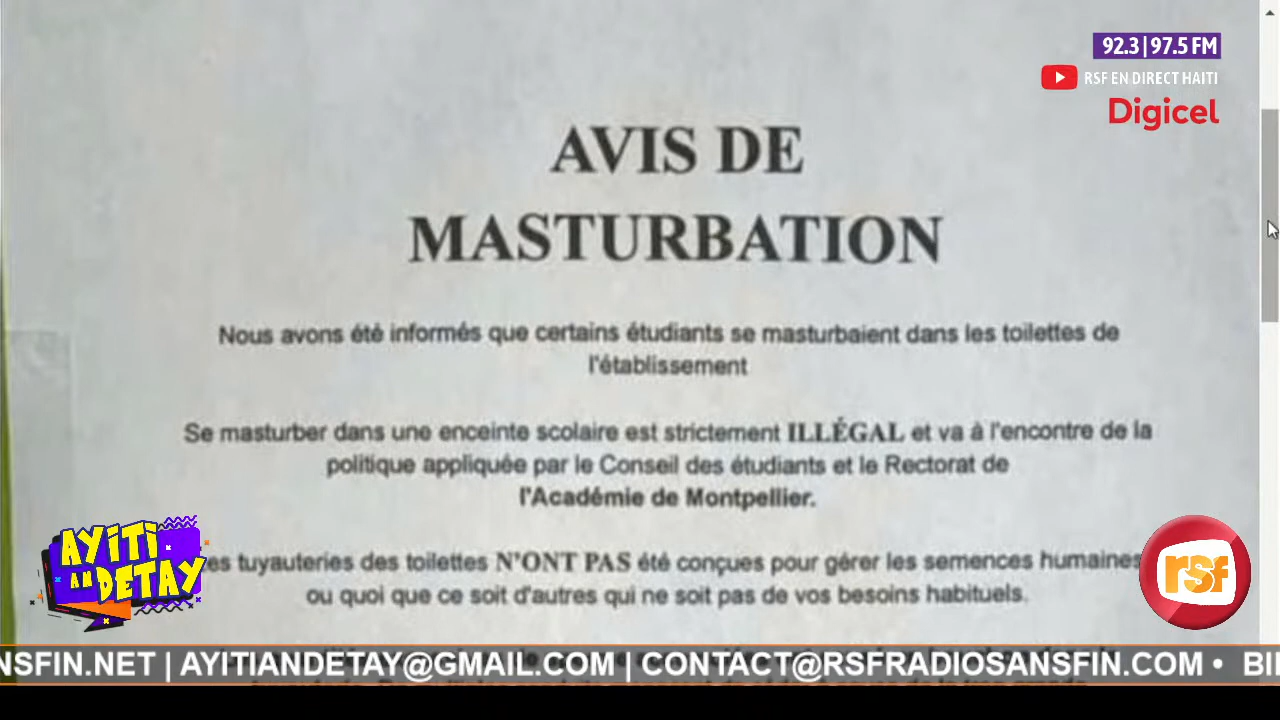 92.3|97.5 FM
RSF EN DIRECT HAITI
Digicel
AVIS DE
MASTURBATION
Nous avons été informés que certains étudiants se masturbaient dans les toilettes de
l'établissement
Se masturber dans une enceinte scolaire est strictement ILLÉGAL et va à l'encontre de la
politique appliquée par le Conseil des étudiants et le Rectorat de
l'Académie de Montpellier.
tuyauteries des toilettes N'ONT PAS été conçues pour gérer les semences humaines
ou quoi que ce soit d'autres qui ne soit pas de vos besoins habituels.
AYITI
AN
DETAY
rsf
NSFIN.NET | AYITIANDETAY@GMAIL.COM | CONTACT@RSFRADIOSANSFIN.COM •